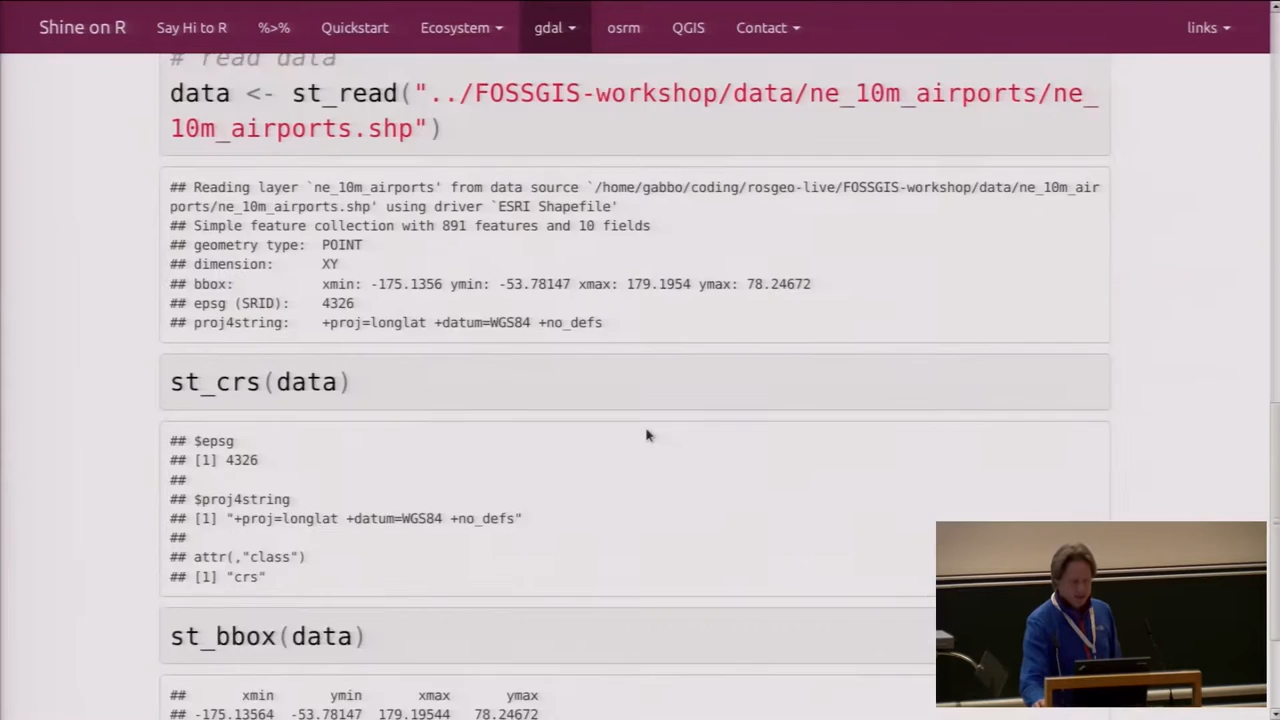 Shine on R Say Hi to R %>% Quickstart Ecosystem gdal osrm QGIS Contact links
# read data
data <- st_read("../FOSSGIS-workshop/data/ne_10m_airports/ne_
10m_airports.shp")
## Reading layer `ne_10m_airports' from data source `/home/gabbo/coding/rosgeo-live/FOSSGIS-workshop/data/ne_10m_air
ports/ne_10m_airports.shp' using driver `ESRI Shapefile'
## Simple feature collection with 891 features and 10 fields
## geometry type:  POINT
## dimension:      XY
## bbox:           xmin: -175.1356 ymin: -53.78147 xmax: 179.1954 ymax: 78.24672
## epsg (SRID):    4326
## proj4string:    +proj=longlat +datum=WGS84 +no_defs
st_crs(data)
## $epsg
## [1] 4326
##
## $proj4string
## [1] "+proj=longlat +datum=WGS84 +no_defs"
##
## attr(,"class")
## [1] "crs"
st_bbox(data)
##       xmin       ymin       xmax       ymax
## -175.13564  -53.78147  179.19544   78.24672